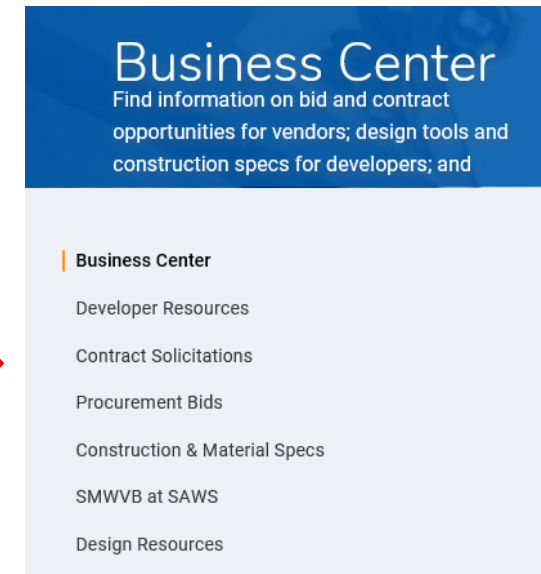 Business Center
Find information on bid and contract
opportunities for vendors; design tools and
construction specs for developers; and
Business Center
Developer Resources
Contract Solicitations
Procurement Bids
Construction & Material Specs
SMWVB at SAWS
Design Resources